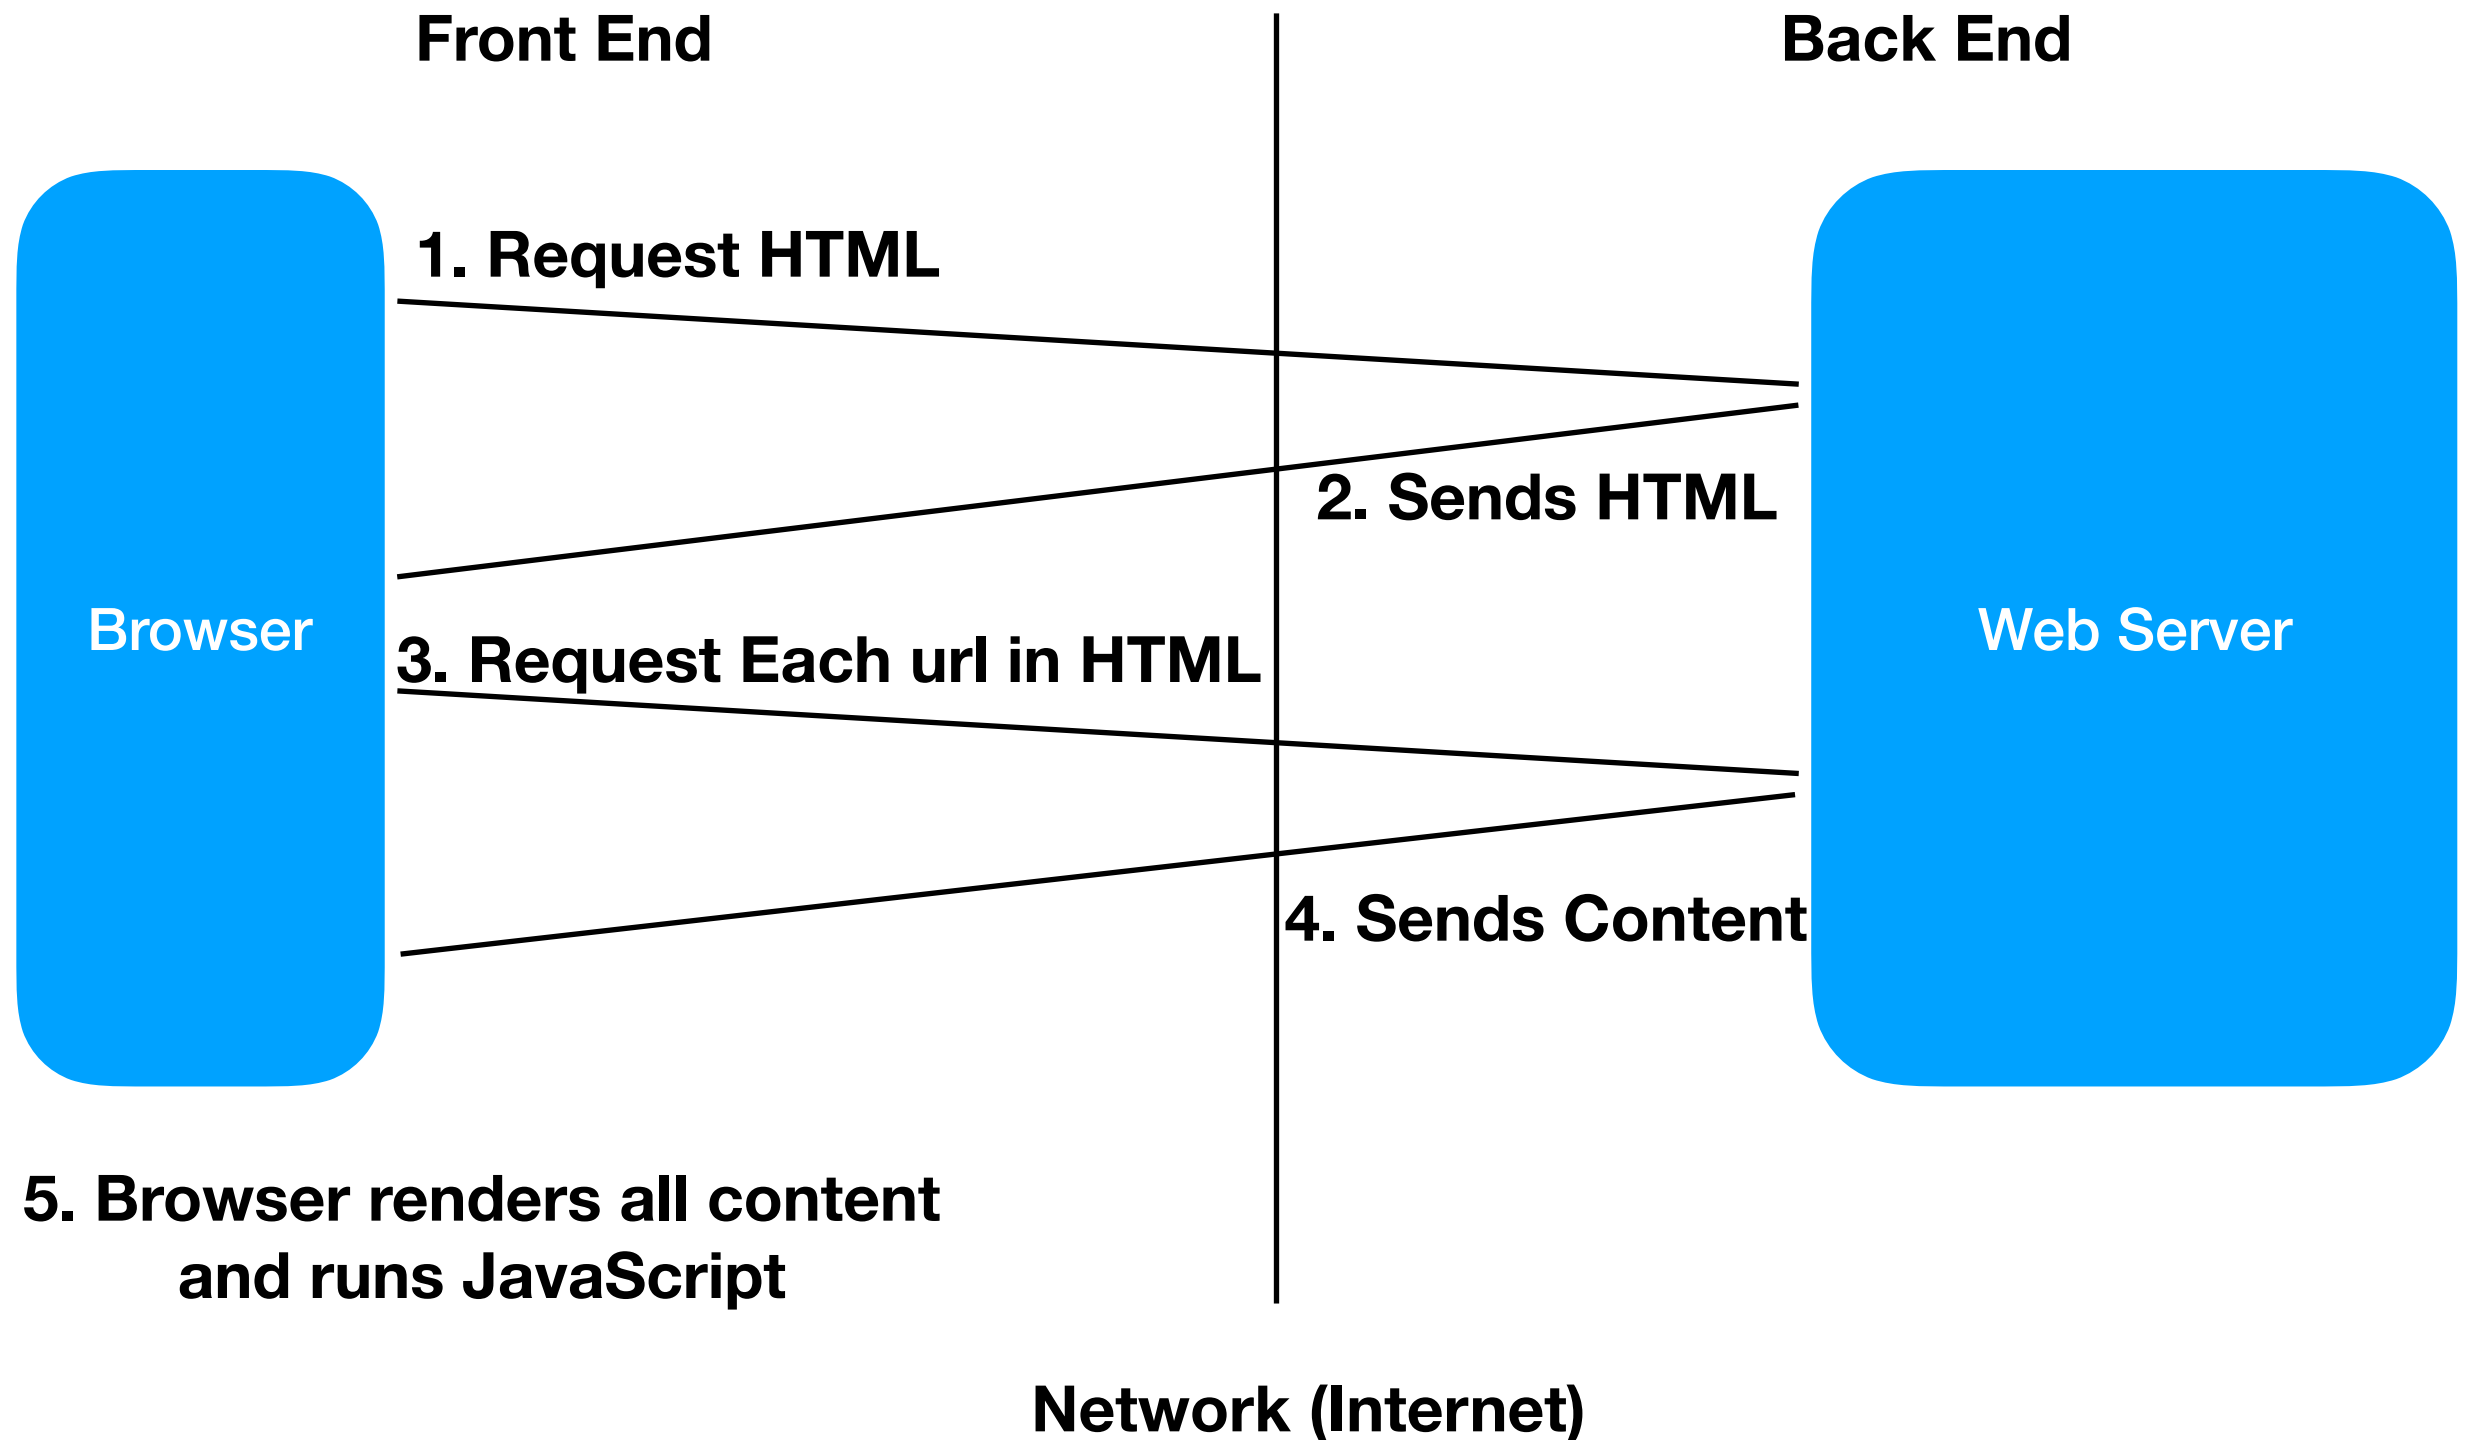 Front End
Back End
1. Request HTML
2. Sends HTML
Browser
Web Server
3. Request Each url in HTML
4. Sends Content
5. Browser renders all content
and runs JavaScript
Network (Internet)